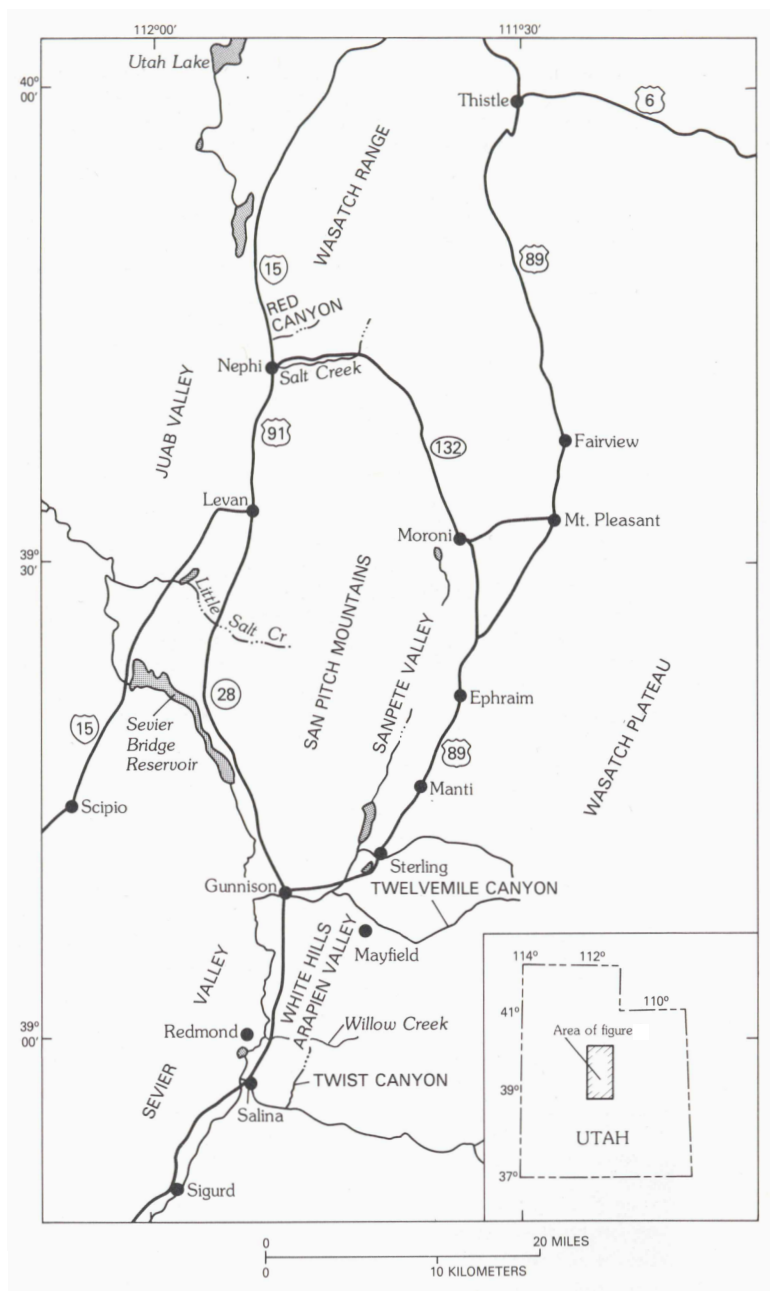 112°00'
111°30'
Utah Lake
40°
00'
Thistle
6
WASATCH RANGE
89
15
RED
CANYON
Nephi
Salt Creek
JUAB VALLEY
91
132
Fairview
Levan
Mt. Pleasant
Moroni
39°
30'
Little
Salt Cr
SAN PITCH MOUNTAINS
SANPETE VALLEY
28
Ephraim
WASATCH PLATEAU
15
Sevier
Bridge
Reservoir
89
Manti
Scipio
Sterling
Gunnison
TWELVEMILE CANYON
Mayfield
WHITE HILLS
ARAPIEN VALLEY
SEVIER VALLEY
Redmond
Willow Creek
39°
00'
TWIST CANYON
Salina
Sigurd
114°
112°
110°
41°
Area of figure
39°
UTAH
37°
0
20 MILES
0
10 KILOMETERS